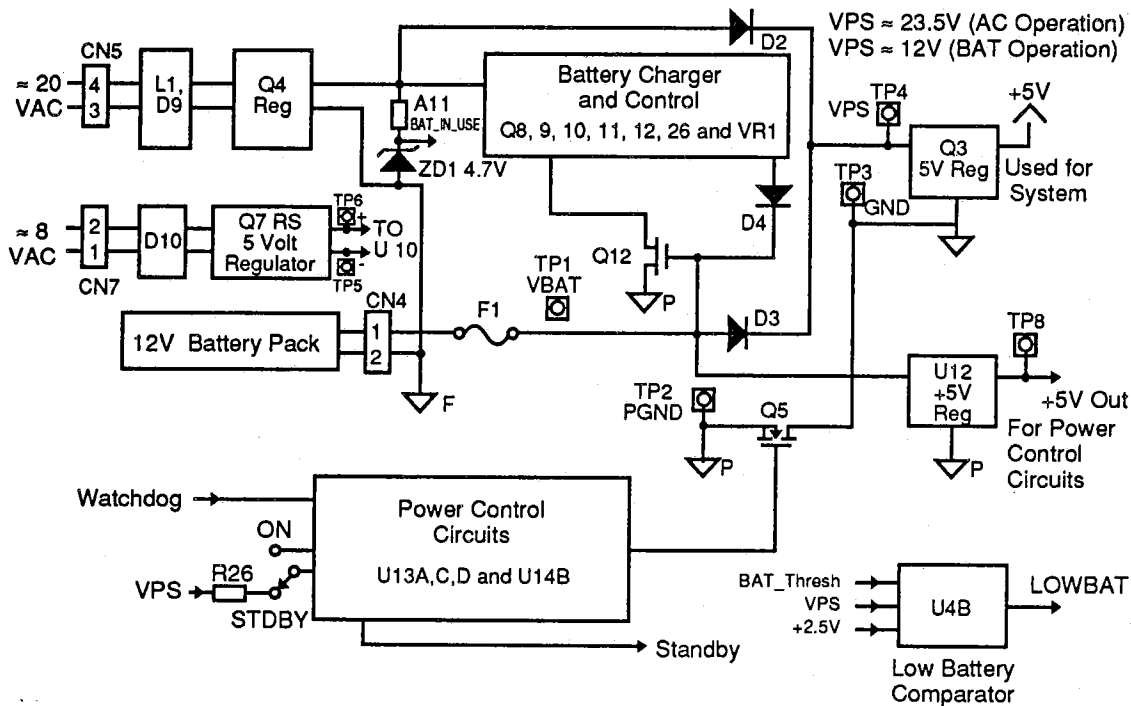 VPS ≈ 23.5V (AC Operation)
VPS ≈ 12V (BAT Operation)
D2
CN5
≈ 20
VAC
4
3
L1,
D9
Q4
Reg
A11
BAT_IN_USE
ZD1 4.7V
Battery Charger
and Control
Q8, 9, 10, 11, 12, 26 and VR1
TP4
VPS
+5V
Q3
5V Reg
Used for
System
TP3
GND
D4
≈ 8
VAC
2
1
CN7
D10
Q7 RS
5 Volt
Regulator
TP6
+
TO
U 10
-
TP5
Q12
P
TP1
VBAT
CN4
1
2
F1
12V Battery Pack
F
D3
TP8
U12
+5V
Reg
+5V Out
For Power
Control
Circuits
P
TP2
PGND
Q5
P
Watchdog
ON
VPS
R26
STDBY
Power Control
Circuits
U13A,C,D and U14B
Standby
BAT_Thresh
VPS
+2.5V
U4B
LOWBAT
Low Battery
Comparator